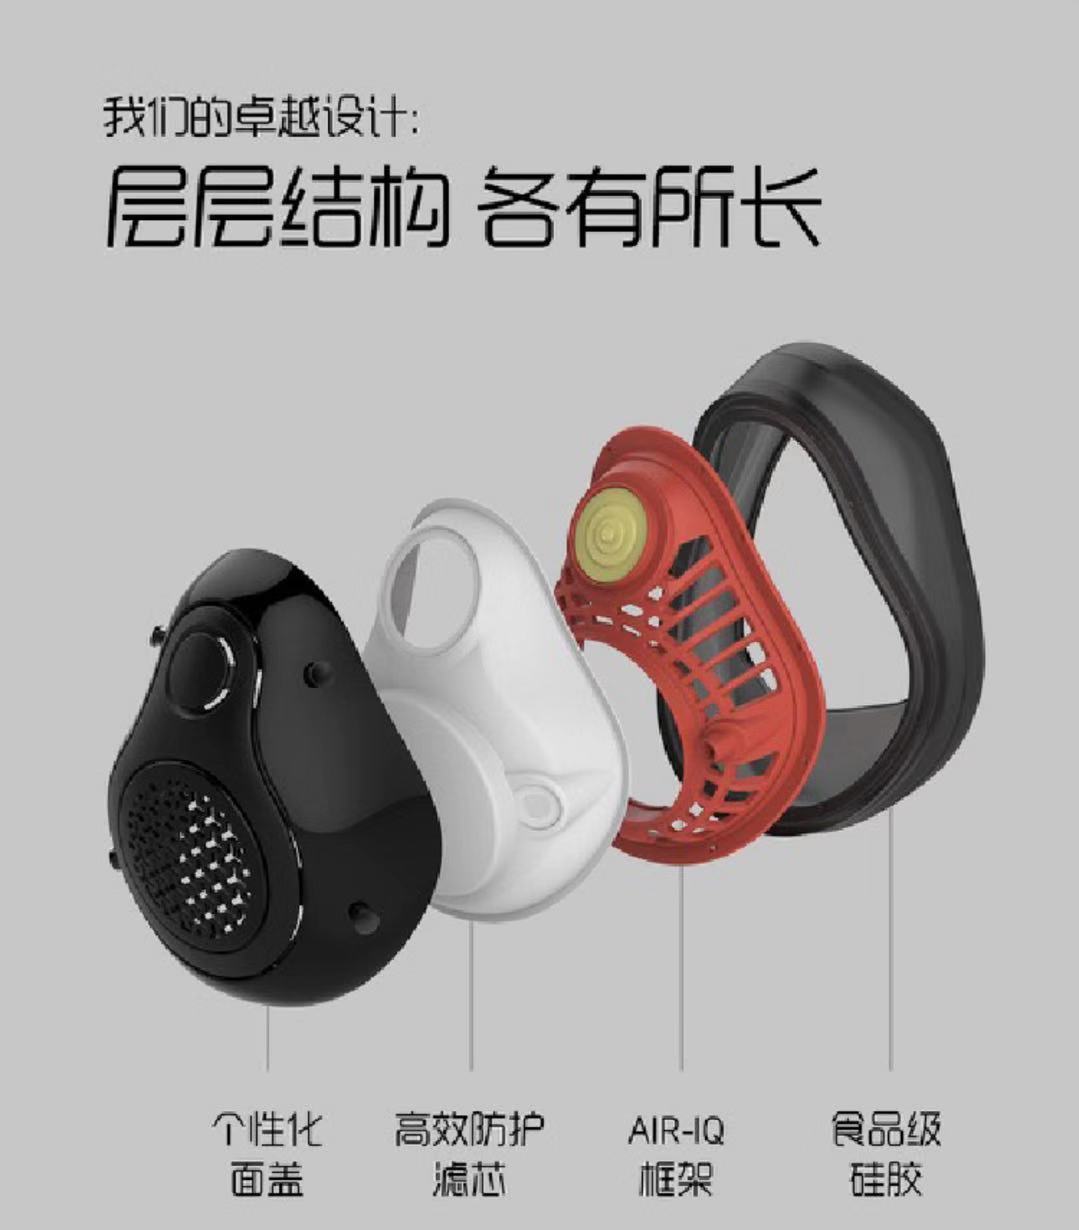 我们的卓越设计:
层层结构 各有所长
个性化
面盖
高效防护
滤芯
AIR-IQ
框架
食品级
硅胶